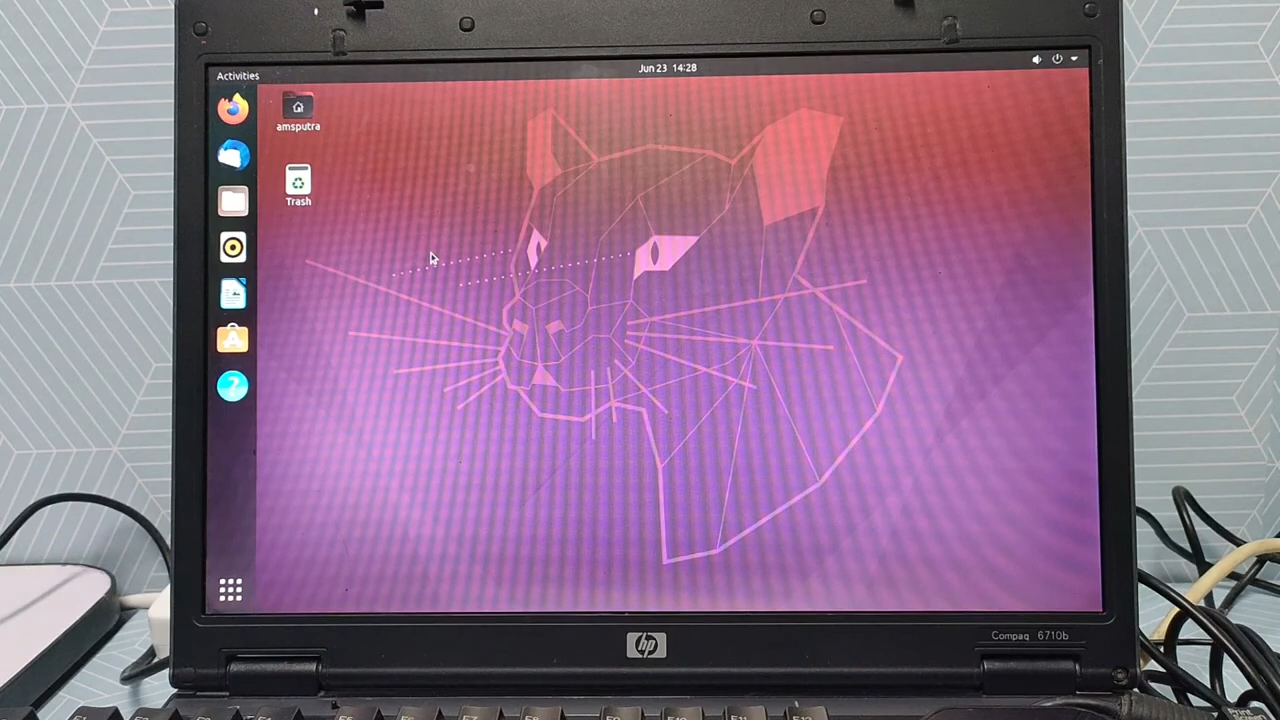 Activities
Jun 23 14:28
amsputra
Trash
hp
Compaq 6710b